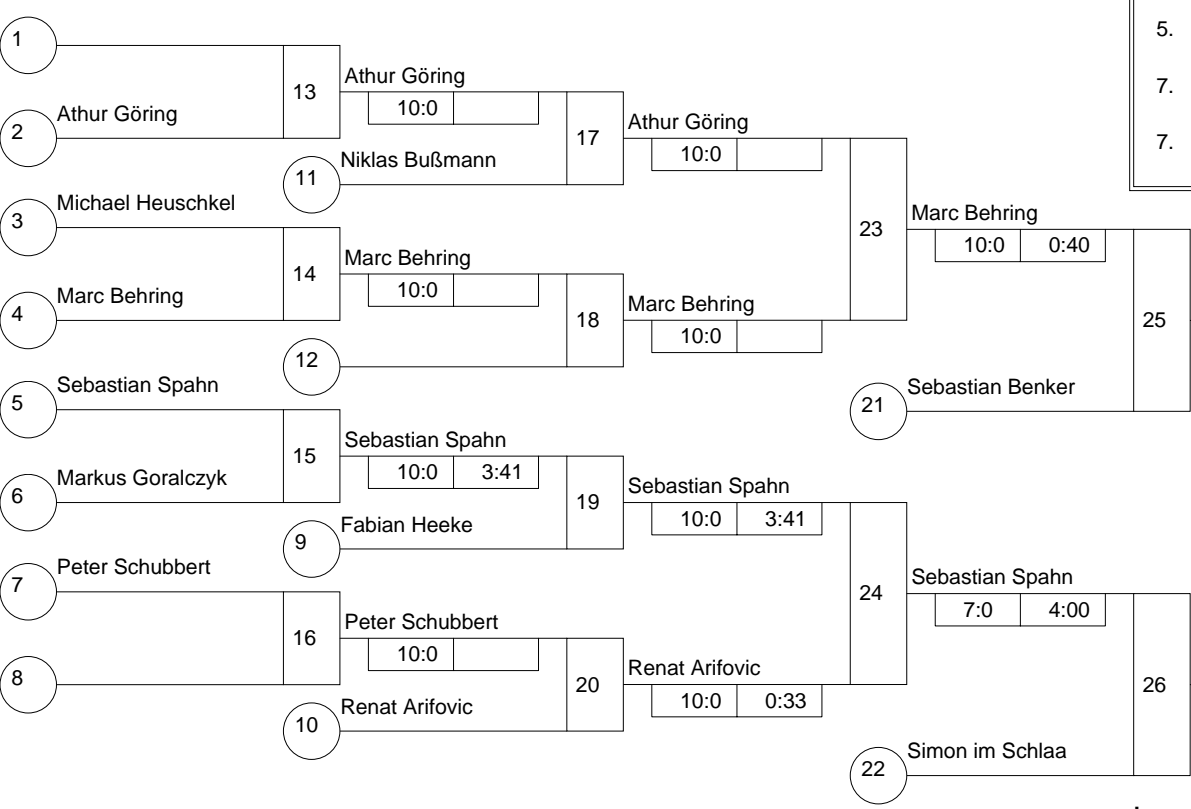 5.
1
Athur Göring
13
10:0
7.
Athur Göring
2
Athur Göring
17
10:0
7.
Niklas Bußmann
11
Michael Heuschkel
3
Marc Behring
23
10:0 0:40
Marc Behring
14
10:0
Marc Behring
4
Marc Behring
18
10:0
25
12
Sebastian Spahn
5
Sebastian Benker
21
Sebastian Spahn
15
10:0 3:41
Markus Goralczyk
6
Sebastian Spahn
19
10:0 3:41
Fabian Heeke
9
Peter Schubbert
7
Sebastian Spahn
24
7:0 4:00
Peter Schubbert
16
10:0
8
Renat Arifovic
20
10:0 0:33
26
Renat Arifovic
10
Simon im Schlaa
22